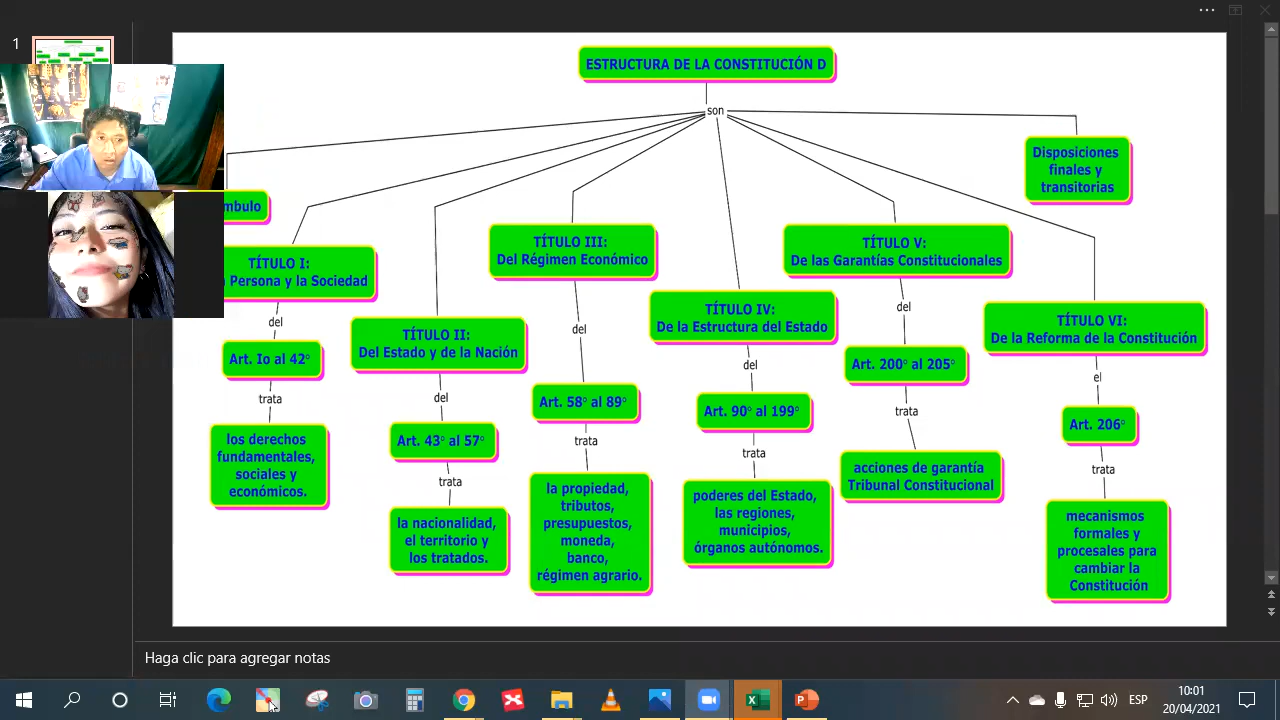 1
ESTRUCTURA DE LA CONSTITUCIÓN D
son
Disposiciones
finales y
transitorias
mbulo
TÍTULO I:
Persona y la Sociedad
del
Art. Io al 42°
trata
los derechos
fundamentales,
sociales y
económicos.
TÍTULO II:
Del Estado y de la Nación
del
Art. 43° al 57°
trata
la nacionalidad,
el territorio y
los tratados.
TÍTULO III:
Del Régimen Económico
del
Art. 58° al 89°
trata
la propiedad,
tributos,
presupuestos,
moneda,
banco,
régimen agrario.
TÍTULO IV:
De la Estructura del Estado
del
Art. 90° al 199°
trata
poderes del Estado,
las regiones,
municipios,
órganos autónomos.
TÍTULO V:
De las Garantías Constitucionales
del
Art. 200° al 205°
trata
acciones de garantía
Tribunal Constitucional
TÍTULO VI:
De la Reforma de la Constitución
el
Art. 206°
trata
mecanismos
formales y
procesales para
cambiar la
Constitución
Haga clic para agregar notas
ESP
10:01
20/04/2021